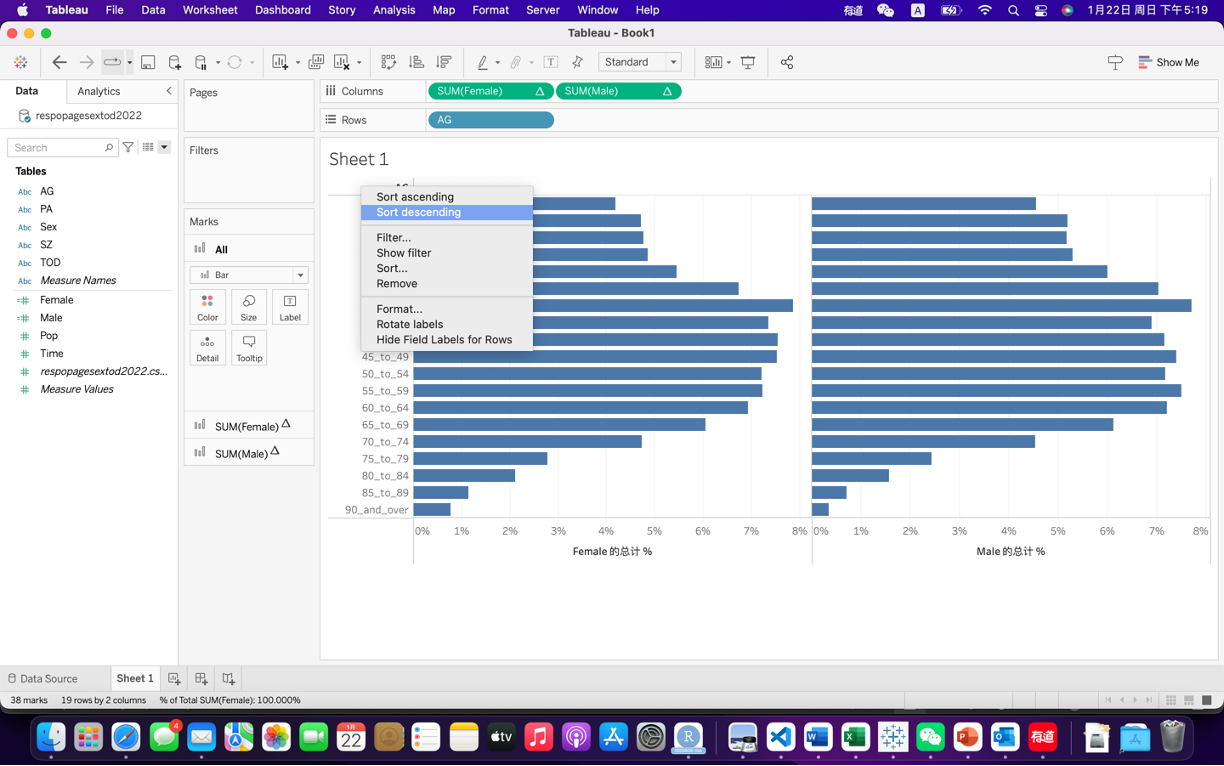 Tableau File Data Worksheet Dashboard Story Analysis Map Format Server Window Help 有道 A 1月22日 周日 下午5:19
Tableau - Book1
Standard Show Me
Data Analytics
respopagesextod2022
Search
Tables
Abc AG
Abc PA
Abc Sex
Abc SZ
Abc TOD
Abc Measure Names
Female
Male
Pop
Time
respopagesextod2022.cs...
Measure Values
Pages
Filters
Marks
All
Bar
Color Size Label
Detail Tooltip
SUM(Female)
SUM(Male)
Columns SUM(Female) SUM(Male)
Rows AG
Sheet 1
Sort ascending
Sort descending
Filter...
Show filter
Sort...
Remove
Format...
Rotate labels
Hide Field Labels for Rows
45_to_49
50_to_54
55_to_59
60_to_64
65_to_69
70_to_74
75_to_79
80_to_84
85_to_89
90_and_over
0% 1% 2% 3% 4% 5% 6% 7% 8% 0% 1% 2% 3% 4% 5% 6% 7% 8%
Female 的总计 % Male 的总计 %
Data Source Sheet 1
38 marks 19 rows by 2 columns % of Total SUM(Female): 100.000%
4 1月 22 tv R W X P O 有道